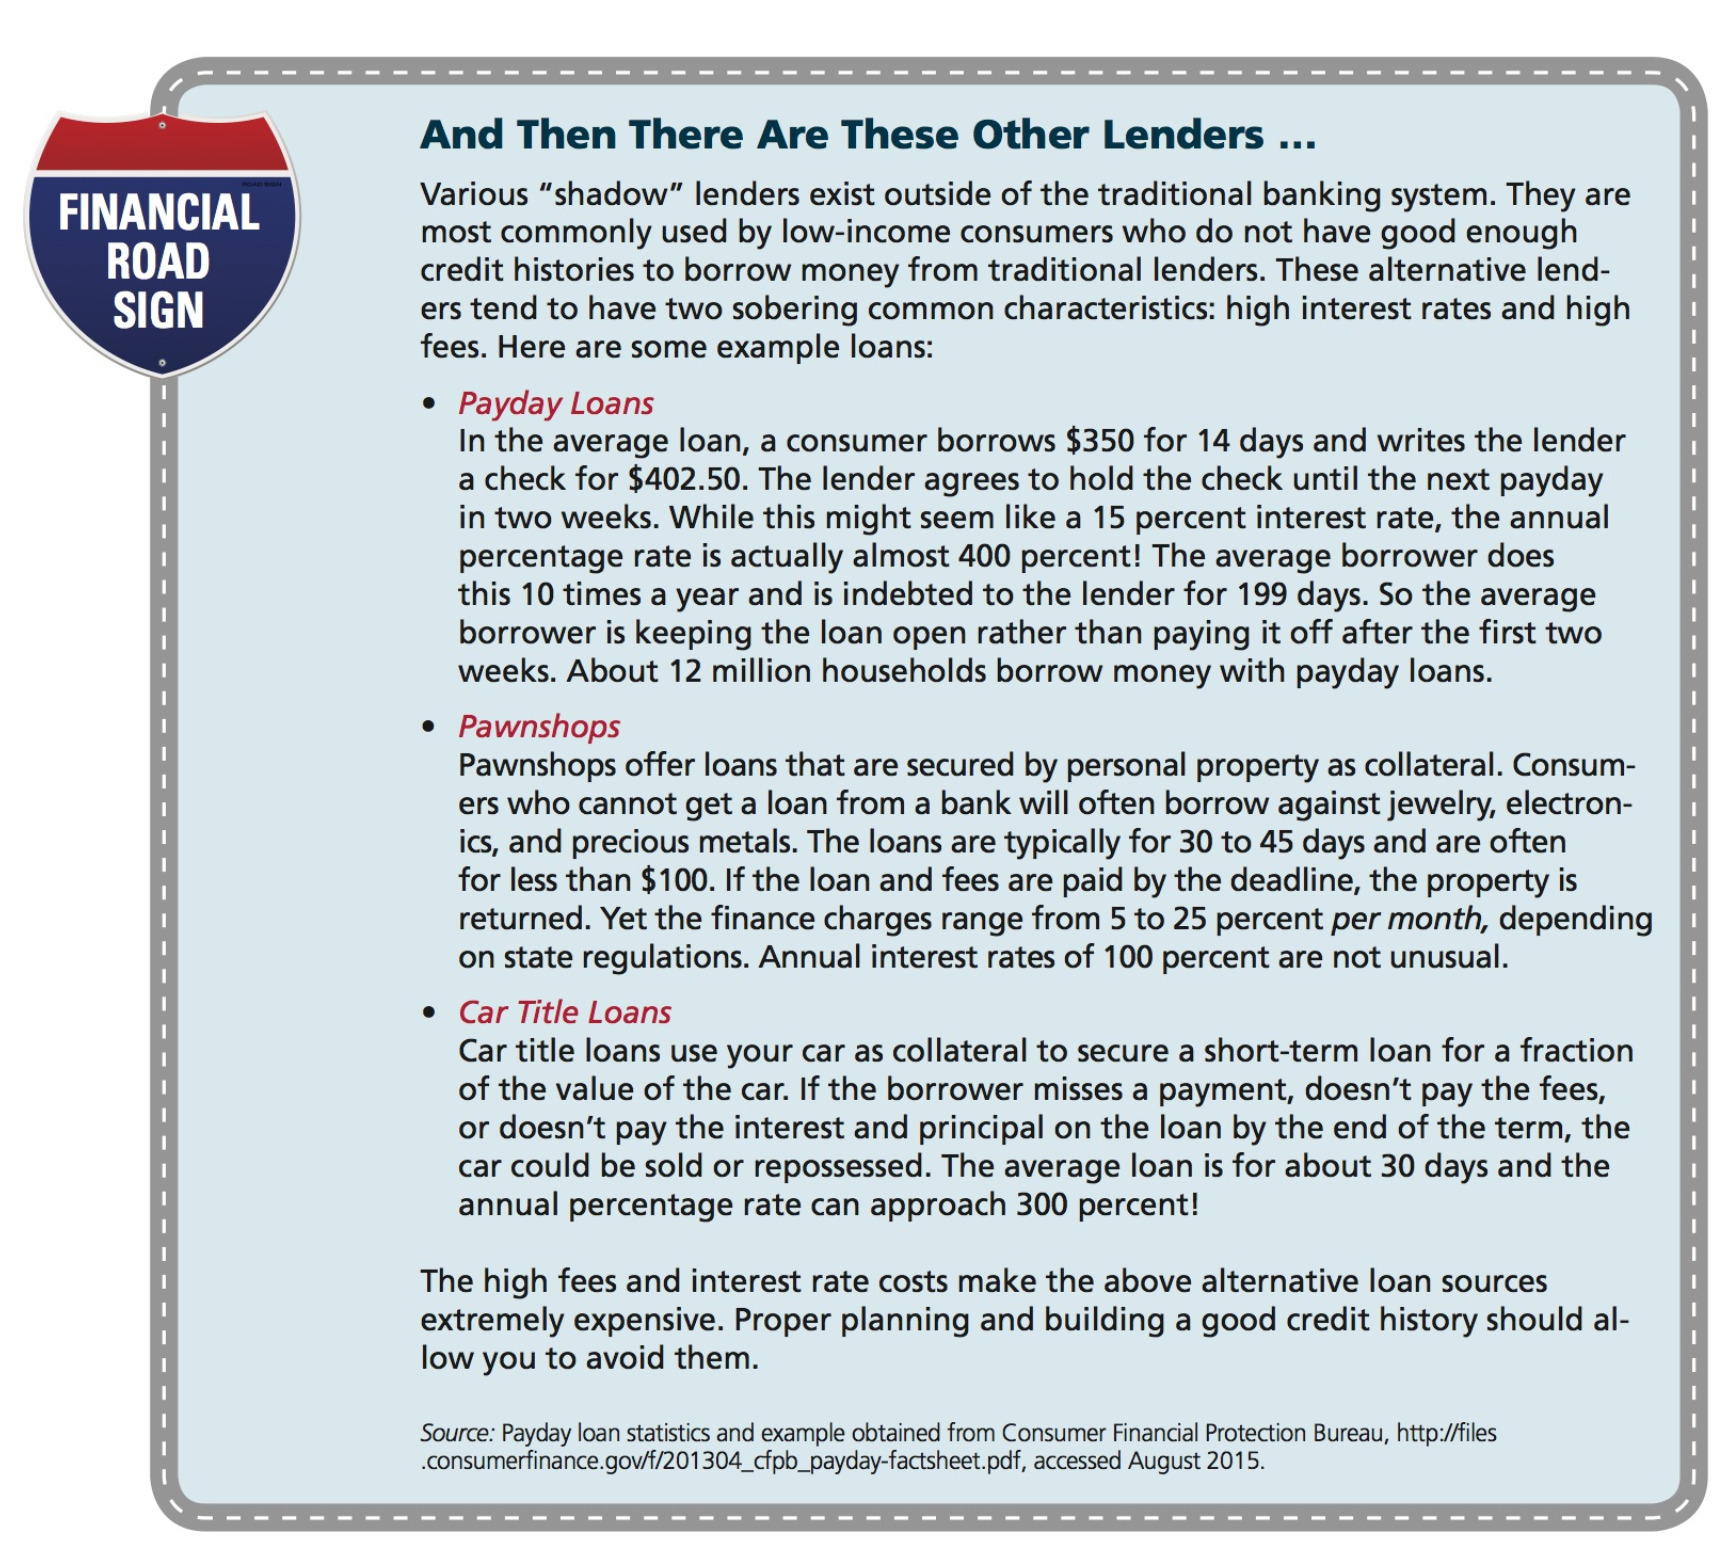 FINANCIAL
ROAD
SIGN
And Then There Are These Other Lenders ...
Various “shadow” lenders exist outside of the traditional banking system. They are
most commonly used by low-income consumers who do not have good enough
credit histories to borrow money from traditional lenders. These alternative lend-
ers tend to have two sobering common characteristics: high interest rates and high
fees. Here are some example loans:
• Payday Loans
In the average loan, a consumer borrows $350 for 14 days and writes the lender
a check for $402.50. The lender agrees to hold the check until the next payday
in two weeks. While this might seem like a 15 percent interest rate, the annual
percentage rate is actually almost 400 percent! The average borrower does
this 10 times a year and is indebted to the lender for 199 days. So the average
borrower is keeping the loan open rather than paying it off after the first two
weeks. About 12 million households borrow money with payday loans.
• Pawnshops
Pawnshops offer loans that are secured by personal property as collateral. Consum-
ers who cannot get a loan from a bank will often borrow against jewelry, electron-
ics, and precious metals. The loans are typically for 30 to 45 days and are often
for less than $100. If the loan and fees are paid by the deadline, the property is
returned. Yet the finance charges range from 5 to 25 percent per month, depending
on state regulations. Annual interest rates of 100 percent are not unusual.
• Car Title Loans
Car title loans use your car as collateral to secure a short-term loan for a fraction
of the value of the car. If the borrower misses a payment, doesn’t pay the fees,
or doesn’t pay the interest and principal on the loan by the end of the term, the
car could be sold or repossessed. The average loan is for about 30 days and the
annual percentage rate can approach 300 percent!
The high fees and interest rate costs make the above alternative loan sources
extremely expensive. Proper planning and building a good credit history should al-
low you to avoid them.
Source: Payday loan statistics and example obtained from Consumer Financial Protection Bureau, http://files
.consumerfinance.gov/f/201304_cfpb_payday-factsheet.pdf, accessed August 2015.